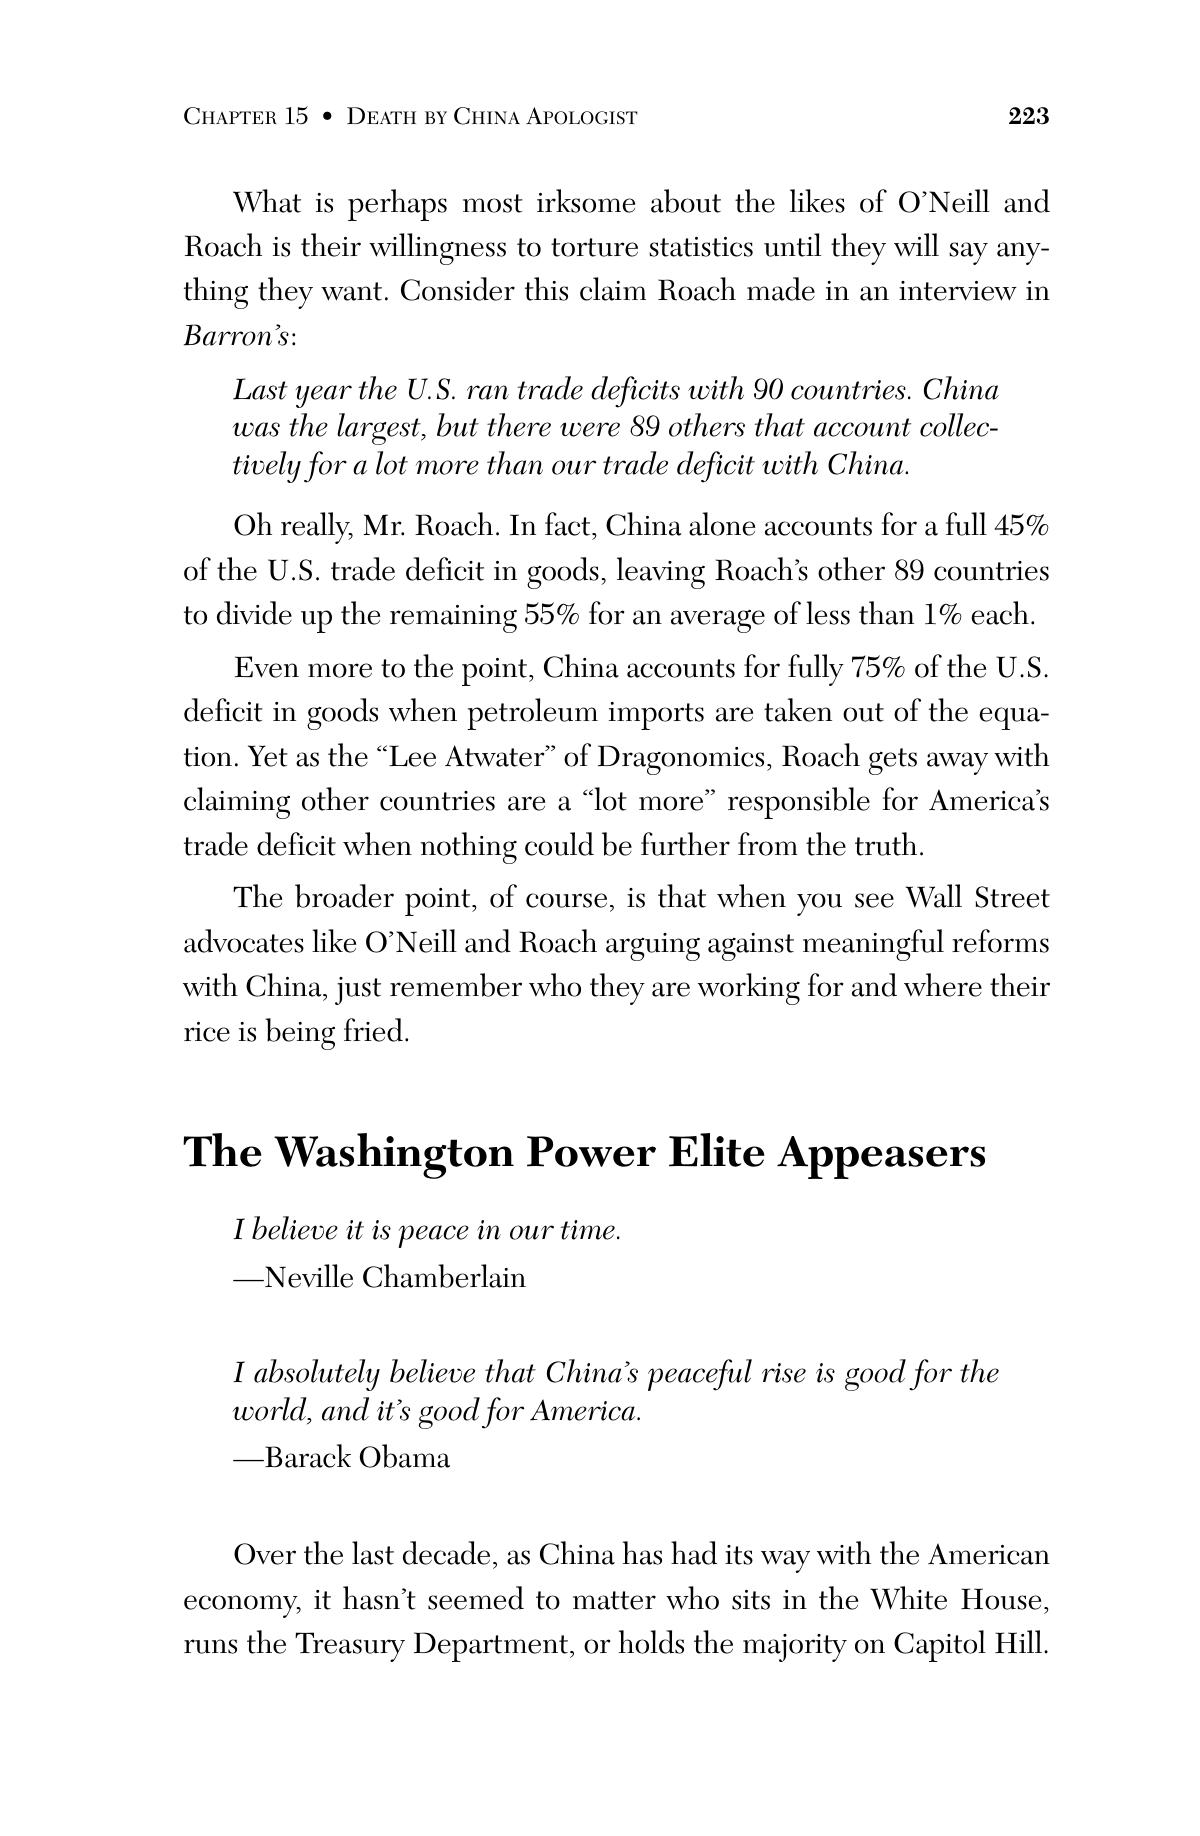 CHAPTER 15 • DEATH BY CHINA APOLOGIST 223
What is perhaps most irksome about the likes of O’Neill and
Roach is their willingness to torture statistics until they will say any-
thing they want. Consider this claim Roach made in an interview in
Barron’s:
Last year the U.S. ran trade deficits with 90 countries. China
was the largest, but there were 89 others that account collec-
tively for a lot more than our trade deficit with China.
Oh really, Mr. Roach. In fact, China alone accounts for a full 45%
of the U.S. trade deficit in goods, leaving Roach’s other 89 countries
to divide up the remaining 55% for an average of less than 1% each.
Even more to the point, China accounts for fully 75% of the U.S.
deficit in goods when petroleum imports are taken out of the equa-
tion. Yet as the “Lee Atwater” of Dragonomics, Roach gets away with
claiming other countries are a “lot more” responsible for America’s
trade deficit when nothing could be further from the truth.
The broader point, of course, is that when you see Wall Street
advocates like O’Neill and Roach arguing against meaningful reforms
with China, just remember who they are working for and where their
rice is being fried.
The Washington Power Elite Appeasers
I believe it is peace in our time.
—Neville Chamberlain
I absolutely believe that China’s peaceful rise is good for the
world, and it’s good for America.
—Barack Obama
Over the last decade, as China has had its way with the American
economy, it hasn’t seemed to matter who sits in the White House,
runs the Treasury Department, or holds the majority on Capitol Hill.